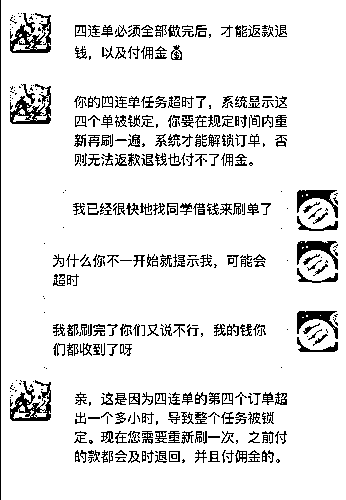 四连单必须全部做完后，才能返款退
钱，以及付佣金💰
你的四连单任务超时了，系统显示这
四个单被锁定，你要在规定时间内重
新再刷一遍，系统才能解锁订单，否
则无法返款退钱也付不了佣金。
我已经很快地找同学借钱来刷单了
为什么你不一开始就提示我，可能会
超时
我都刷完了你们又说不行，我的钱你
们都收到了呀
亲，这是因为四连单的第四个订单超
出一个多小时，导致整个任务被锁
定。现在您需要重新刷一次，之前付
的款都会及时退回，并且付佣金的。